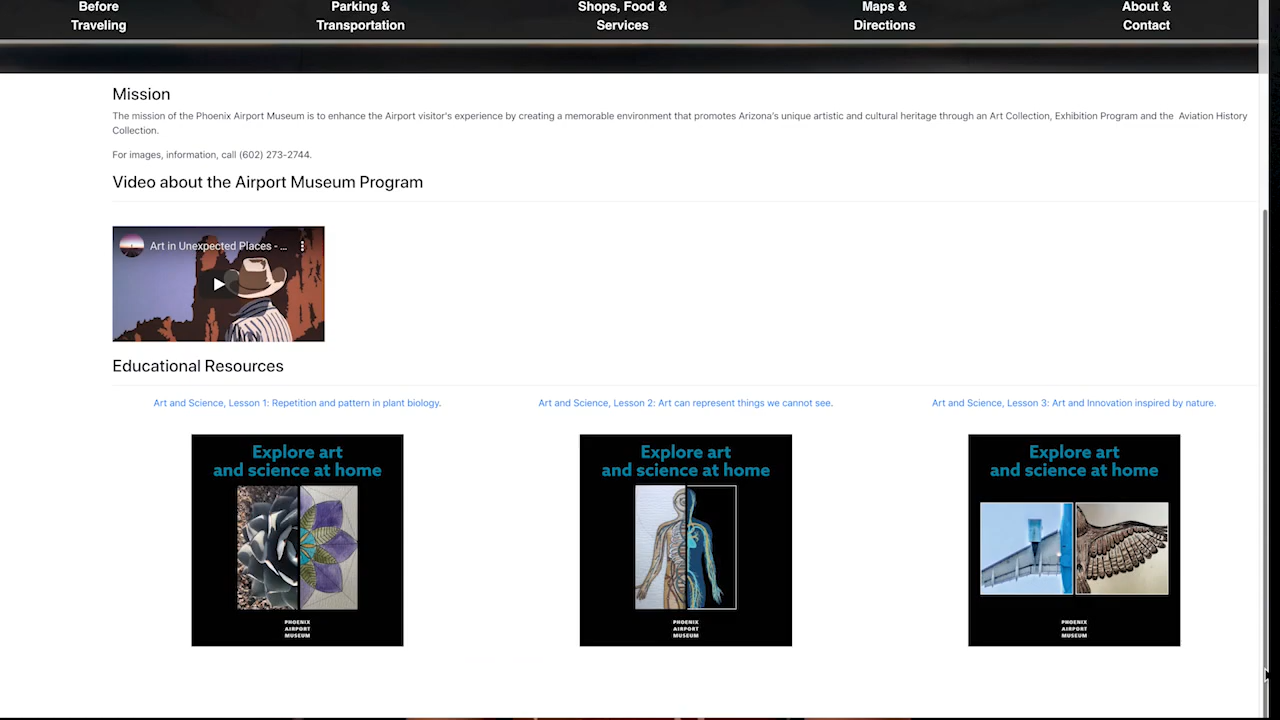 Before
Traveling
Parking &
Transportation
Shops, Food &
Services
Maps &
Directions
About &
Contact
Mission
The mission of the Phoenix Airport Museum is to enhance the Airport visitor's experience by creating a memorable environment that promotes Arizona's unique artistic and cultural heritage through an Art Collection, Exhibition Program and the Aviation History
Collection.
For images, information, call (602) 273-2744.
Video about the Airport Museum Program
Art in Unexpected Places - ...
Educational Resources
Art and Science, Lesson 1: Repetition and pattern in plant biology.
Art and Science, Lesson 2: Art can represent things we cannot see.
Art and Science, Lesson 3: Art and Innovation inspired by nature.
Explore art
and science at home
PHOENIX
AIRPORT
MUSEUM
Explore art
and science at home
PHOENIX
AIRPORT
MUSEUM
Explore art
and science at home
PHOENIX
AIRPORT
MUSEUM